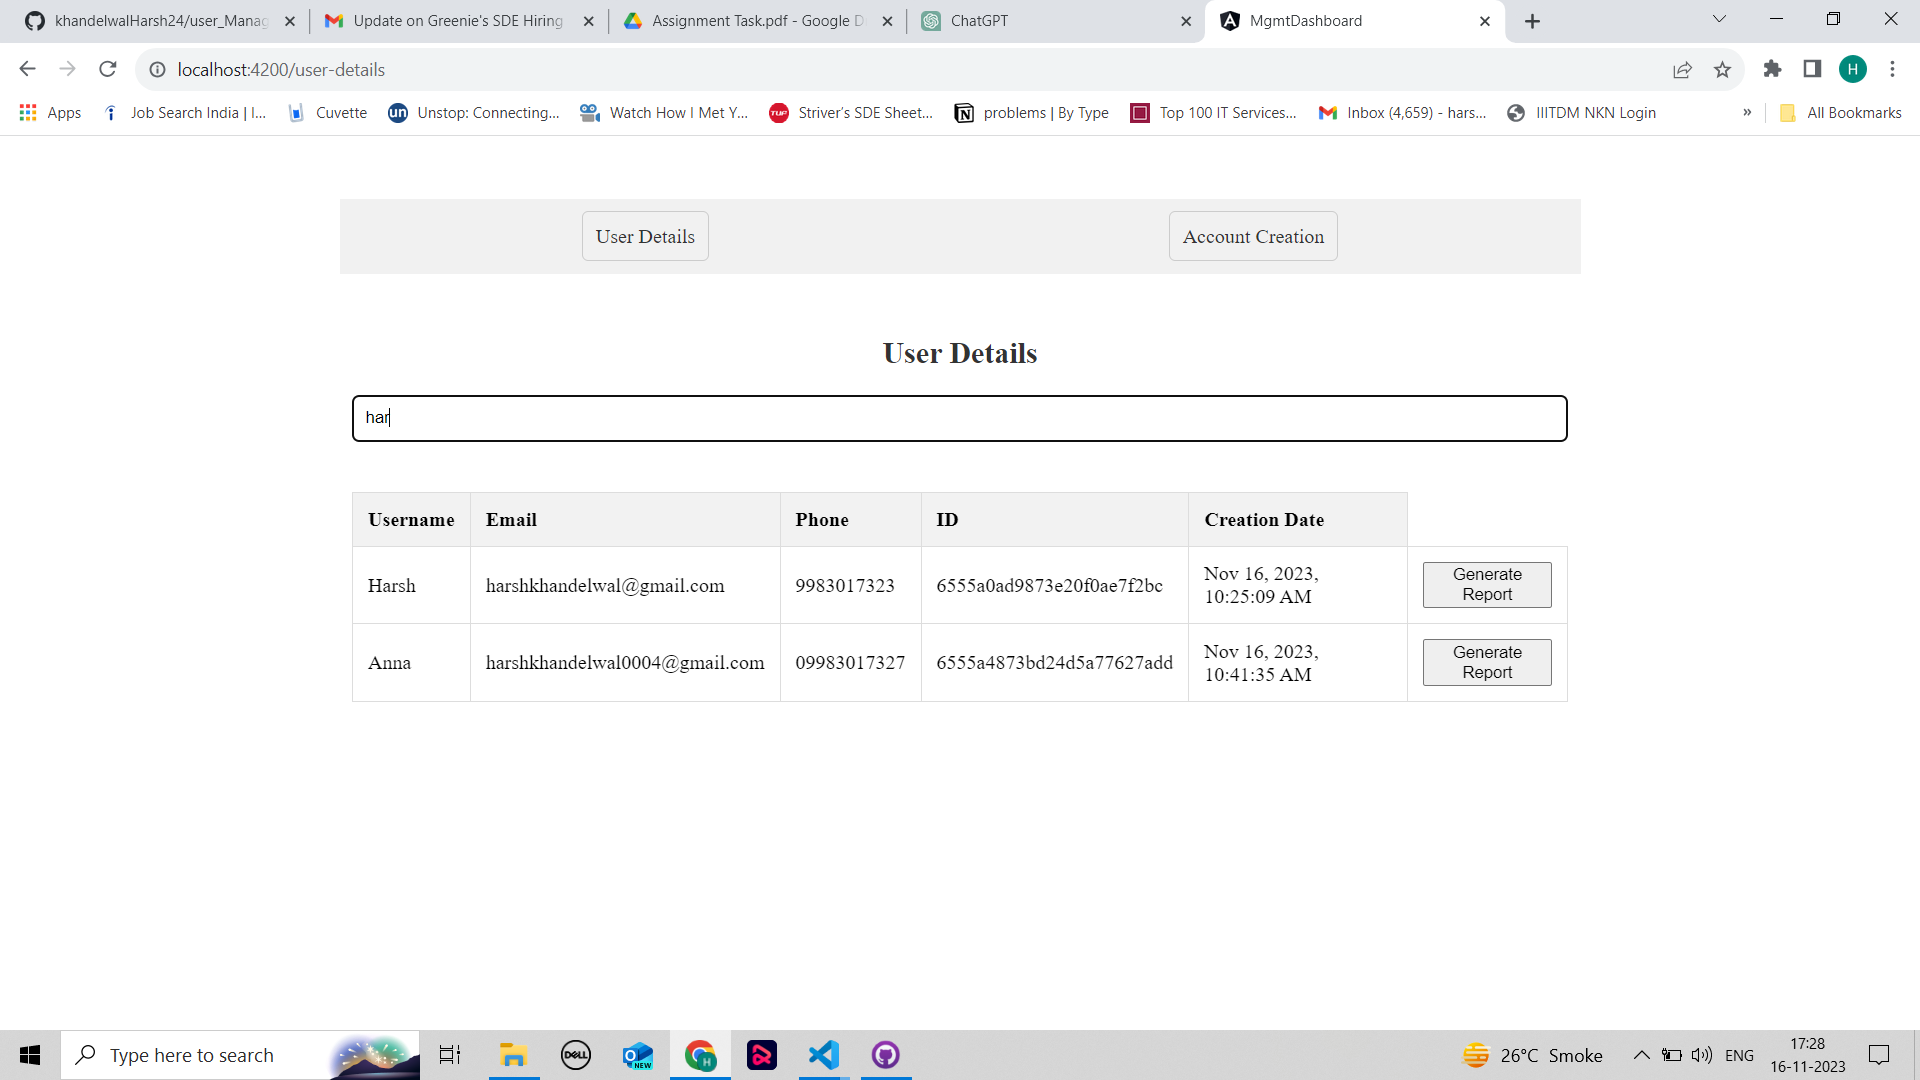 khandelwalHarsh24/user_Manag
Update on Greenie's SDE Hiring
Assignment Task.pdf - Google D
ChatGPT
MgmtDashboard
localhost:4200/user-details
H
Apps
Job Search India | I...
Cuvette
un Unstop: Connecting...
Watch How I Met Y...
TUF Striver's SDE Sheet...
problems | By Type
Top 100 IT Services...
Inbox (4,659) - hars...
IIITDM NKN Login
»
All Bookmarks
User Details
Account Creation
User Details
har
Username Email Phone ID Creation Date
Harsh harshkhandelwal@gmail.com 9983017323 6555a0ad9873e20f0ae7f2bc Nov 16, 2023, 10:25:09 AM Generate Report
Anna harshkhandelwal0004@gmail.com 09983017327 6555a4873bd24d5a77627add Nov 16, 2023, 10:41:35 AM Generate Report
Type here to search
DELL
NEW
H
26°C Smoke
ENG
17:28
16-11-2023